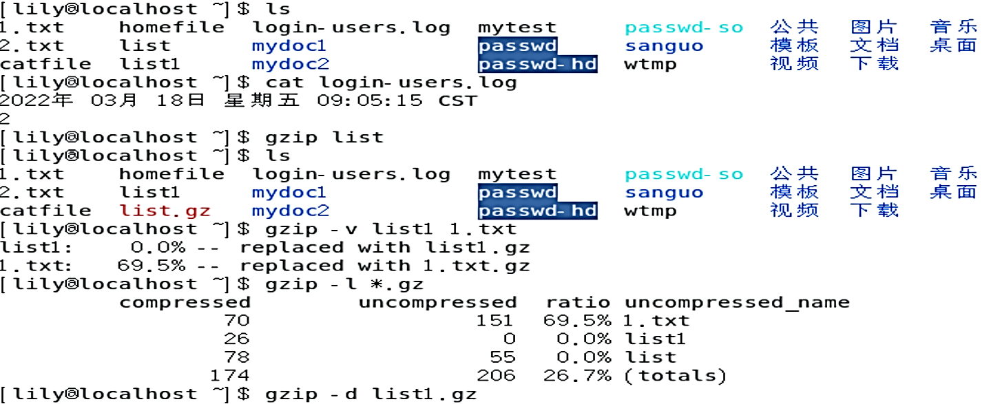 [lily@localhost ~]$ ls
1.txt homefile login-users.log mytest passwd-so 公共 图片 音乐
2.txt list mydoc1 passwd sanguo 模板 文档 桌面
catfile list1 mydoc2 passwd-hd wtmp 视频 下载
[lily@localhost ~]$ cat login-users.log
2022年 03月 18日 星期五 09:05:15 CST
2
[lily@localhost ~]$ gzip list
[lily@localhost ~]$ ls
1.txt homefile login-users.log mytest passwd-so 公共 图片 音乐
2.txt list1 mydoc1 passwd sanguo 模板 文档 桌面
catfile list.gz mydoc2 passwd-hd wtmp 视频 下载
[lily@localhost ~]$ gzip -v list1 1.txt
list1: 0.0% -- replaced with list1.gz
1.txt: 69.5% -- replaced with 1.txt.gz
[lily@localhost ~]$ gzip -l *.gz
compressed uncompressed ratio uncompressed_name
70 151 69.5% 1.txt
26 0 0.0% list1
78 55 0.0% list
174 206 26.7% (totals)
[lily@localhost ~]$ gzip -d list1.gz